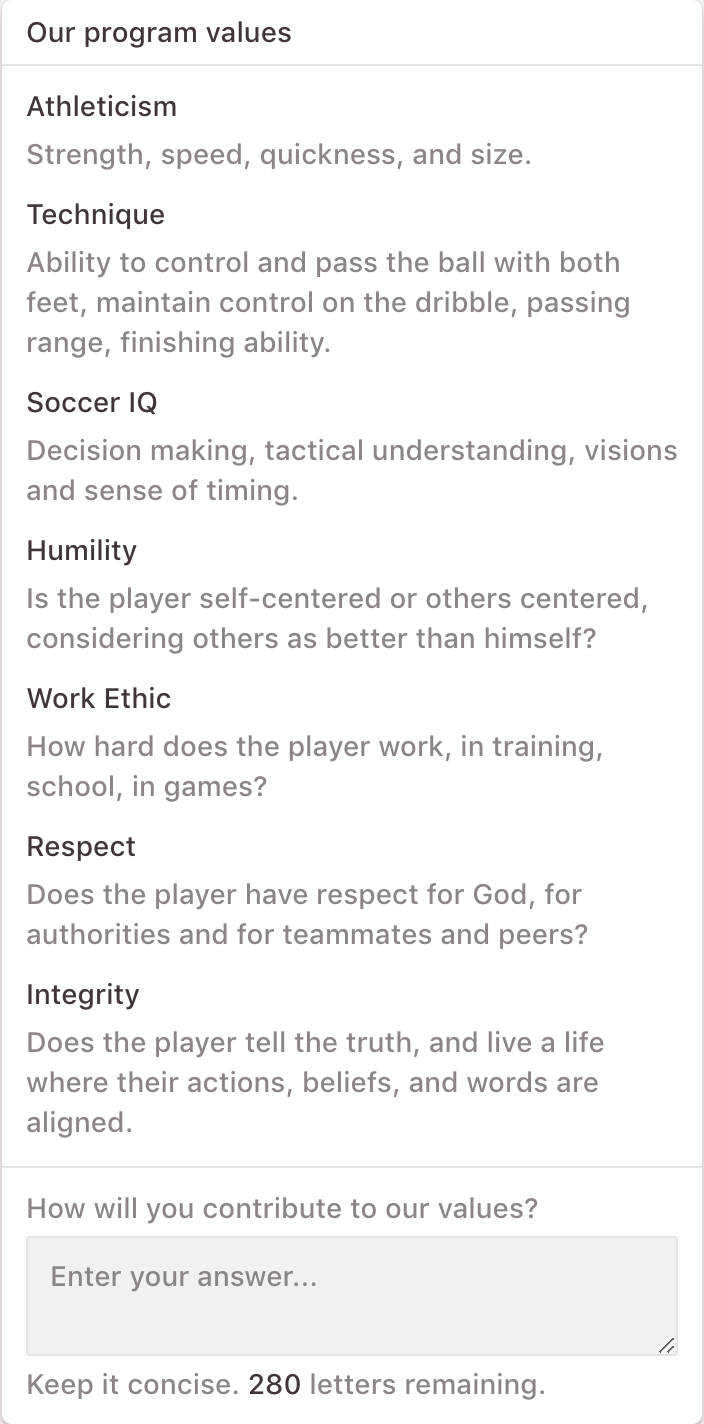 Our program values
Athleticism
Strength, speed, quickness, and size.
Technique
Ability to control and pass the ball with both
feet, maintain control on the dribble, passing
range, finishing ability.
Soccer IQ
Decision making, tactical understanding, visions
and sense of timing.
Humility
Is the player self-centered or others centered,
considering others as better than himself?
Work Ethic
How hard does the player work, in training,
school, in games?
Respect
Does the player have respect for God, for
authorities and for teammates and peers?
Integrity
Does the player tell the truth, and live a life
where their actions, beliefs, and words are
aligned.
How will you contribute to our values?
Enter your answer...
Keep it concise. 280 letters remaining.